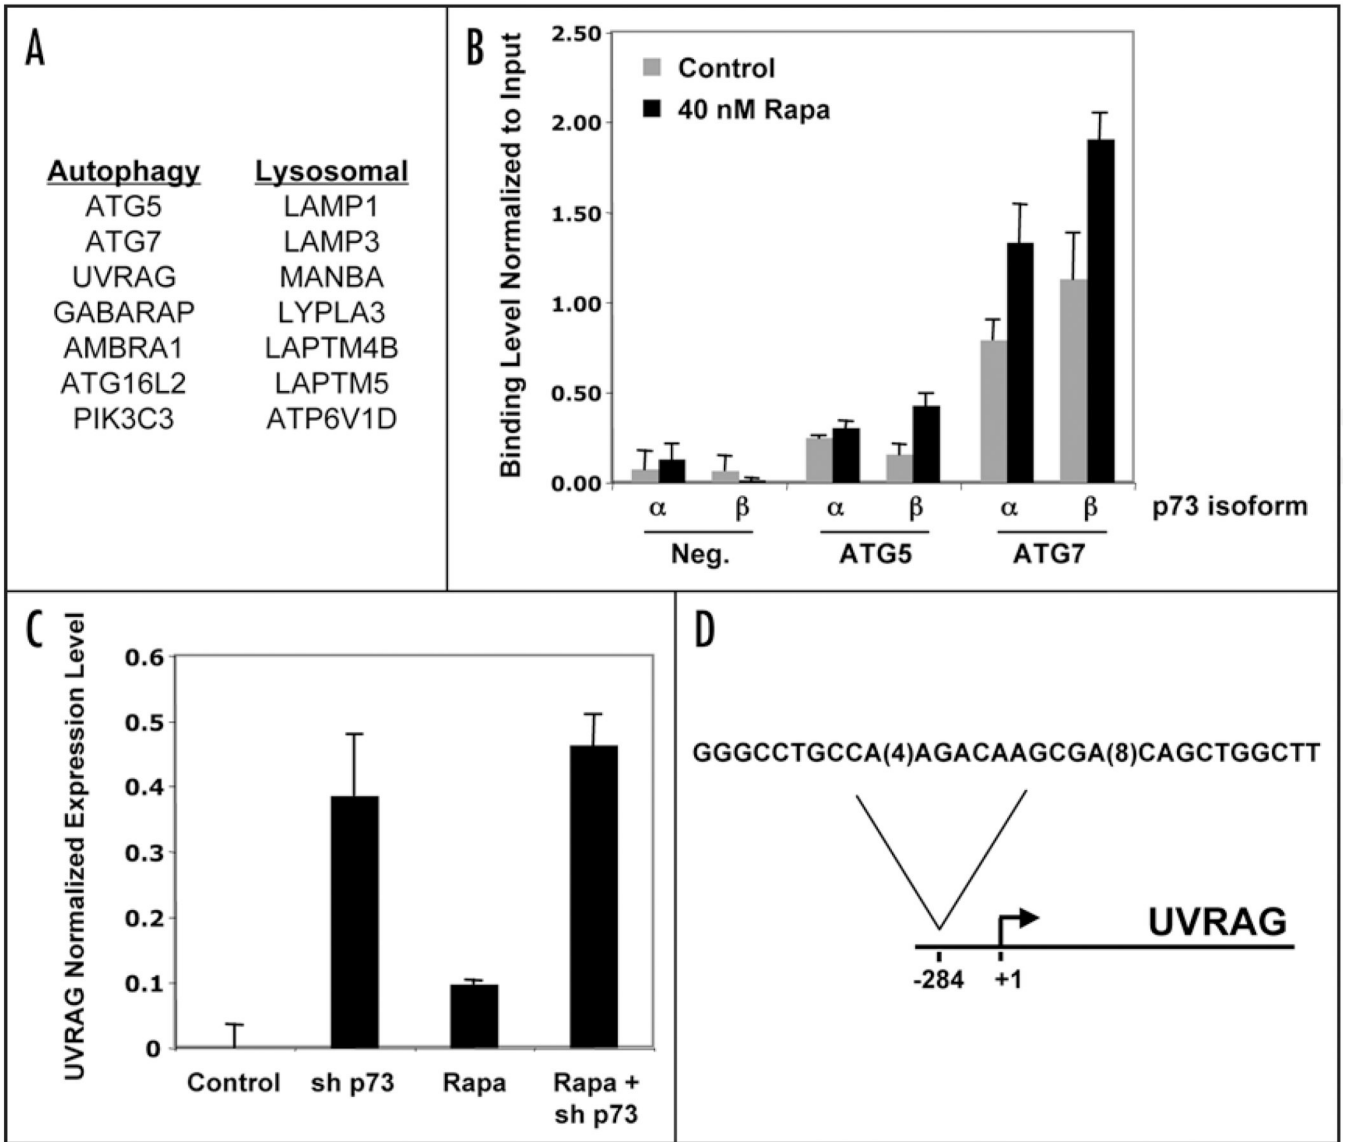 A
Autophagy Lysosomal
ATG5 LAMP1
ATG7 LAMP3
UVRAG MANBA
GABARAP LYPLA3
AMBRA1 LAPTM4B
ATG16L2 LAPTM5
PIK3C3 ATP6V1D
B
Binding Level Normalized to Input
2.50
2.00
1.50
1.00
0.50
0.00
Control
40 nM Rapa
α β α β α β p73 isoform
Neg. ATG5 ATG7
C
UVRAG Normalized Expression Level
0.6
0.5
0.4
0.3
0.2
0.1
0
Control sh p73 Rapa Rapa +
sh p73
D
GGGCCTGCCA(4)AGACAAGCGA(8)CAGCTGGCTT
UVRAG
-284 +1